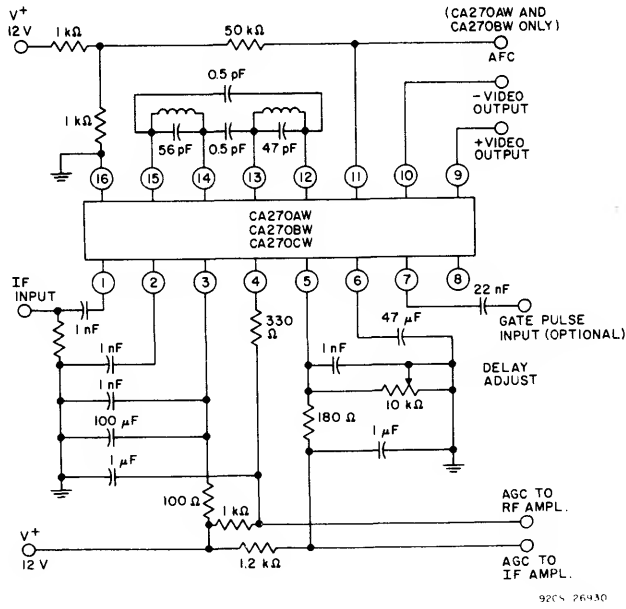 V+
12 V
1 kΩ
50 kΩ
(CA270AW AND
CA270BW ONLY)
AFC
0.5 pF
– VIDEO
OUTPUT
1 kΩ
56 pF
0.5 pF
47 pF
+ VIDEO
OUTPUT
16
15
14
13
12
11
10
9
CA270AW
CA270BW
CA270CW
1
2
3
4
5
6
7
8
IF
INPUT
1 nF
330
Ω
47 µF
22 nF
GATE PULSE
INPUT (OPTIONAL)
1 nF
1 nF
1 nF
DELAY
ADJUST
100 µF
180 Ω
10 kΩ
1 µF
1 µF
100 Ω
1 kΩ
AGC TO
RF AMPL.
V+
12 V
1.2 kΩ
AGC TO
IF AMPL.
92CS 26930